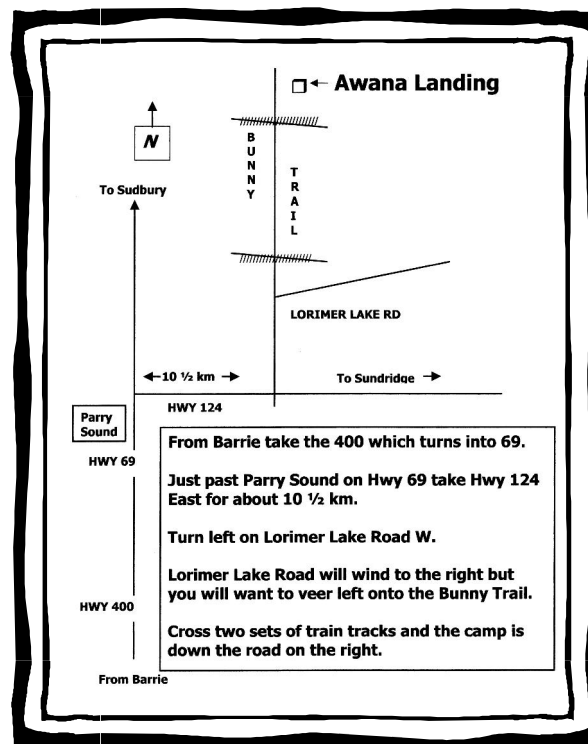 Awana Landing
N
BUNNY
TRAIL
To Sudbury
LORIMER LAKE RD
10 ½ km
To Sundridge
HWY 124
Parry
Sound
HWY 69
From Barrie take the 400 which turns into 69.
Just past Parry Sound on Hwy 69 take Hwy 124
East for about 10 ½ km.
Turn left on Lorimer Lake Road W.
Lorimer Lake Road will wind to the right but
you will want to veer left onto the Bunny Trail.
Cross two sets of train tracks and the camp is
down the road on the right.
HWY 400
From Barrie